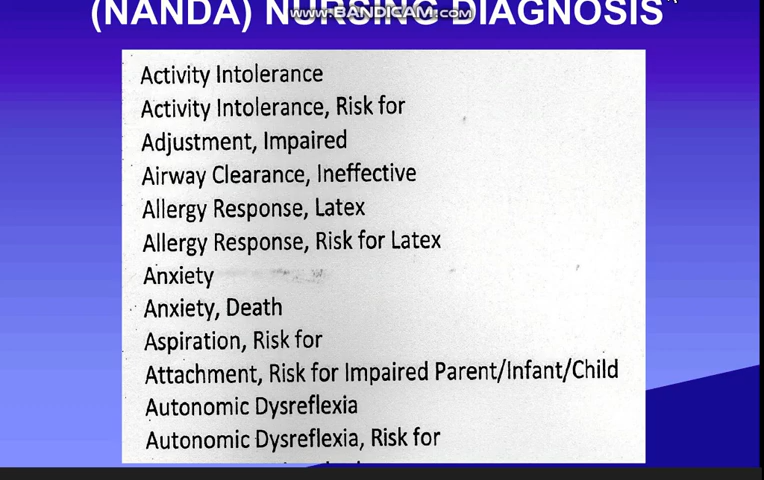 (NANDA) NURSING DIAGNOSIS
www.BANDICAM.com
Activity Intolerance
Activity Intolerance, Risk for
Adjustment, Impaired
Airway Clearance, Ineffective
Allergy Response, Latex
Allergy Response, Risk for Latex
Anxiety
Anxiety, Death
Aspiration, Risk for
Attachment, Risk for Impaired Parent/Infant/Child
Autonomic Dysreflexia
Autonomic Dysreflexia, Risk for